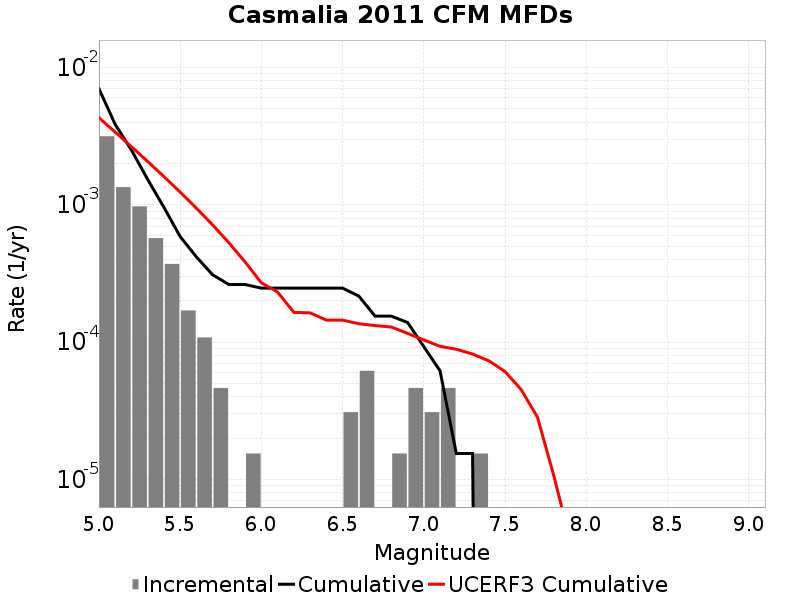 Casmalia 2011 CFM MFDs
Rate (1/yr)
10-2
10-3
10-4
10-5
5.0 5.5 6.0 6.5 7.0 7.5 8.0 8.5 9.0
Magnitude
Incremental Cumulative UCERF3 Cumulative